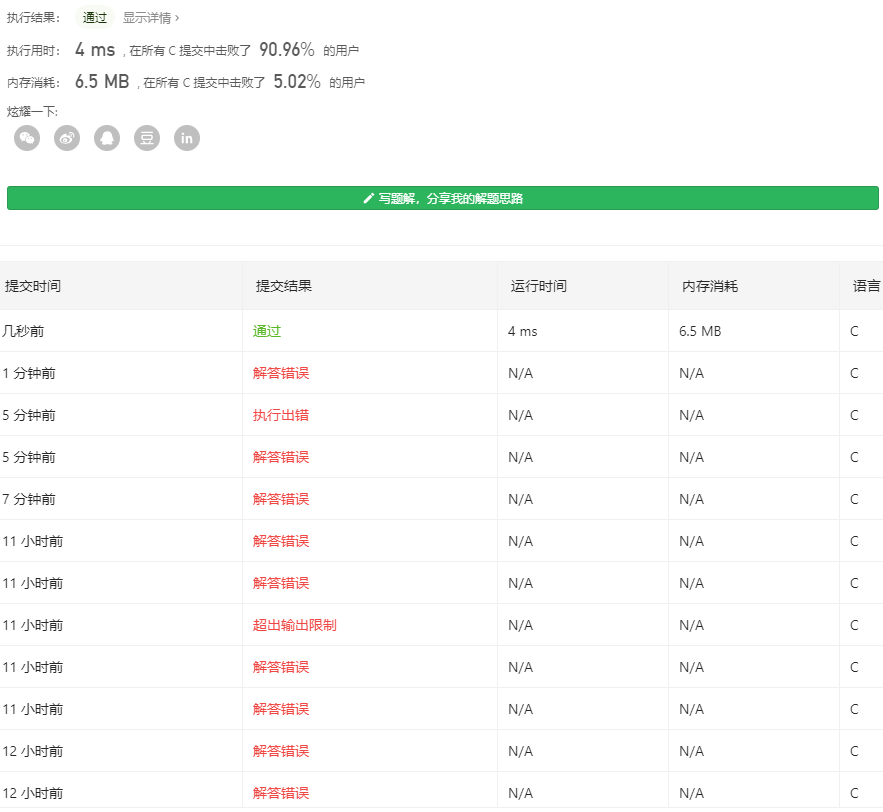 执行结果： 通过 显示详情 ›
执行用时： 4 ms , 在所有 C 提交中击败了 90.96% 的用户
内存消耗： 6.5 MB , 在所有 C 提交中击败了 5.02% 的用户
炫耀一下:
豆 in
写题解，分享我的解题思路
提交时间 提交结果 运行时间 内存消耗 语言
几秒前 通过 4 ms 6.5 MB C
1 分钟前 解答错误 N/A N/A C
5 分钟前 执行出错 N/A N/A C
5 分钟前 解答错误 N/A N/A C
7 分钟前 解答错误 N/A N/A C
11 小时前 解答错误 N/A N/A C
11 小时前 解答错误 N/A N/A C
11 小时前 超出输出限制 N/A N/A C
11 小时前 解答错误 N/A N/A C
11 小时前 解答错误 N/A N/A C
12 小时前 解答错误 N/A N/A C
12 小时前 解答错误 N/A N/A C